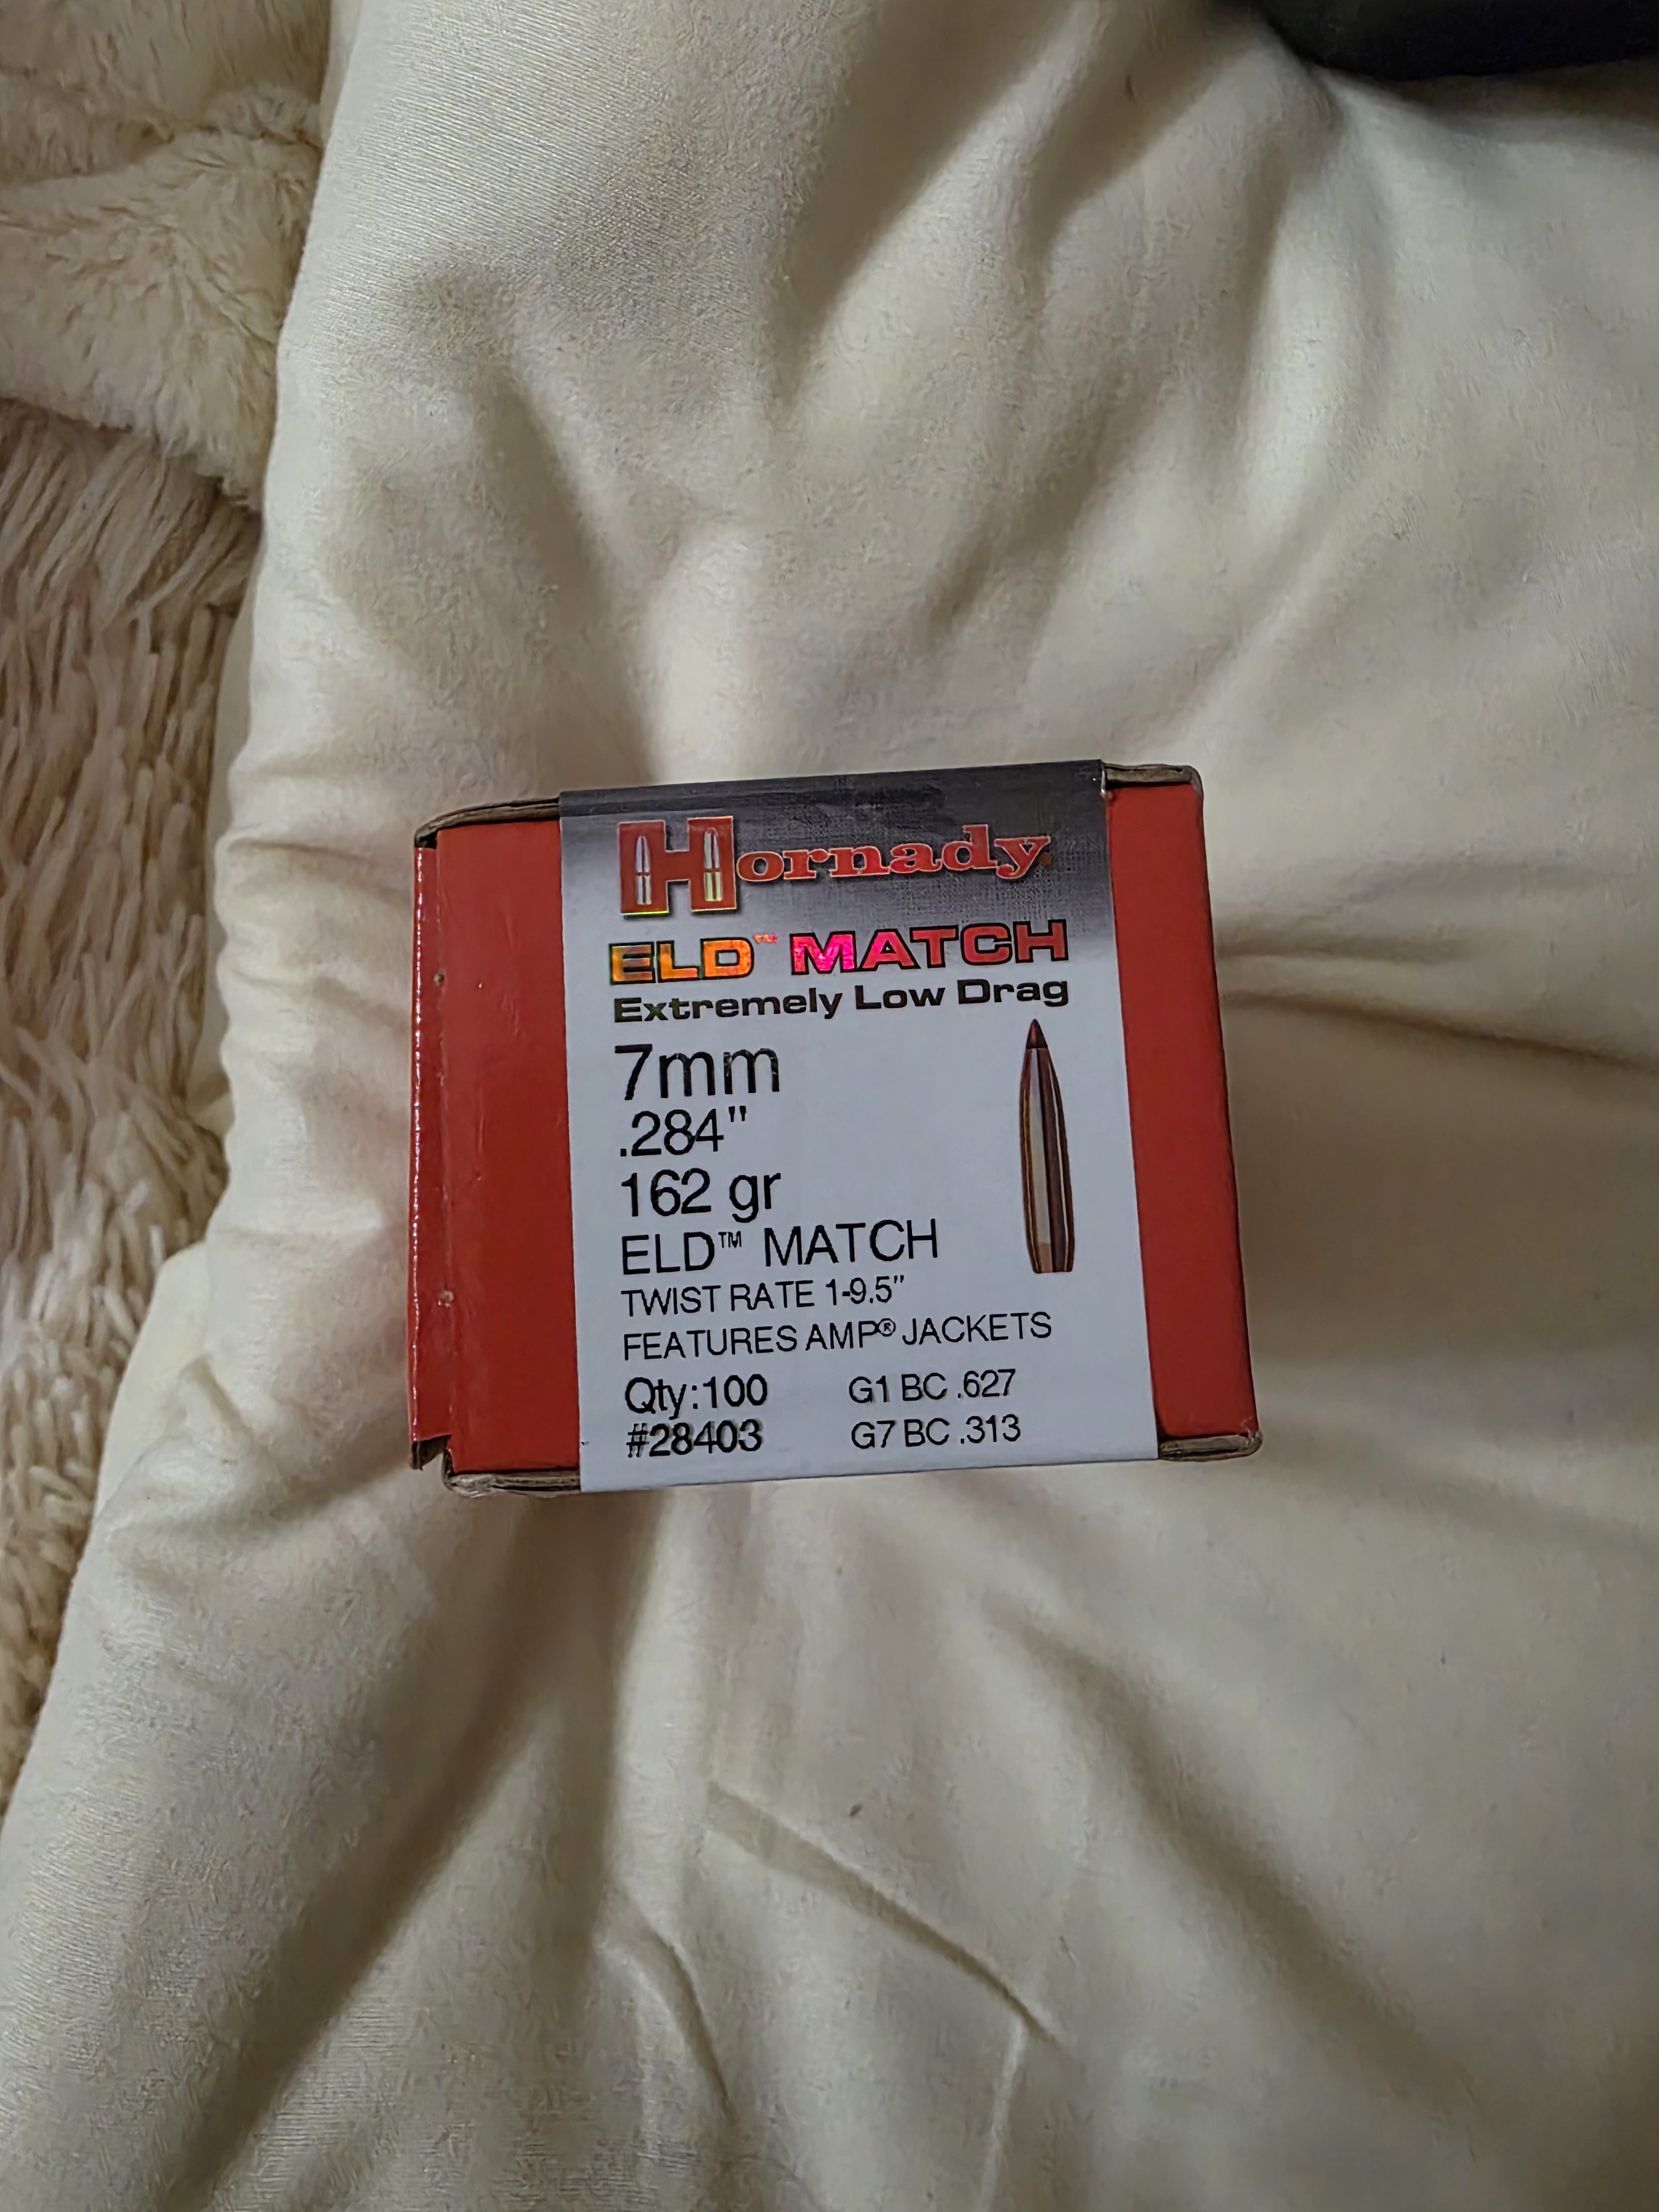 Hornady
ELD™ MATCH
Extremely Low Drag
7mm
.284"
162 gr
ELD™ MATCH
TWIST RATE 1-9.5"
FEATURES AMP® JACKETS
Qty:100 G1 BC .627
#28403 G7 BC .313